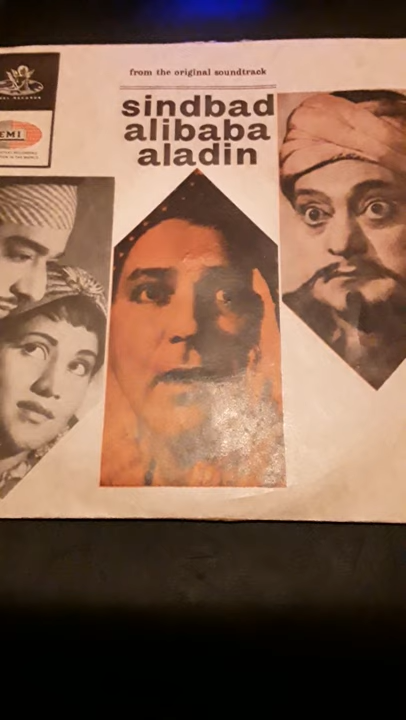 from the original soundtrack
sindbad
alibaba
aladin
EMI